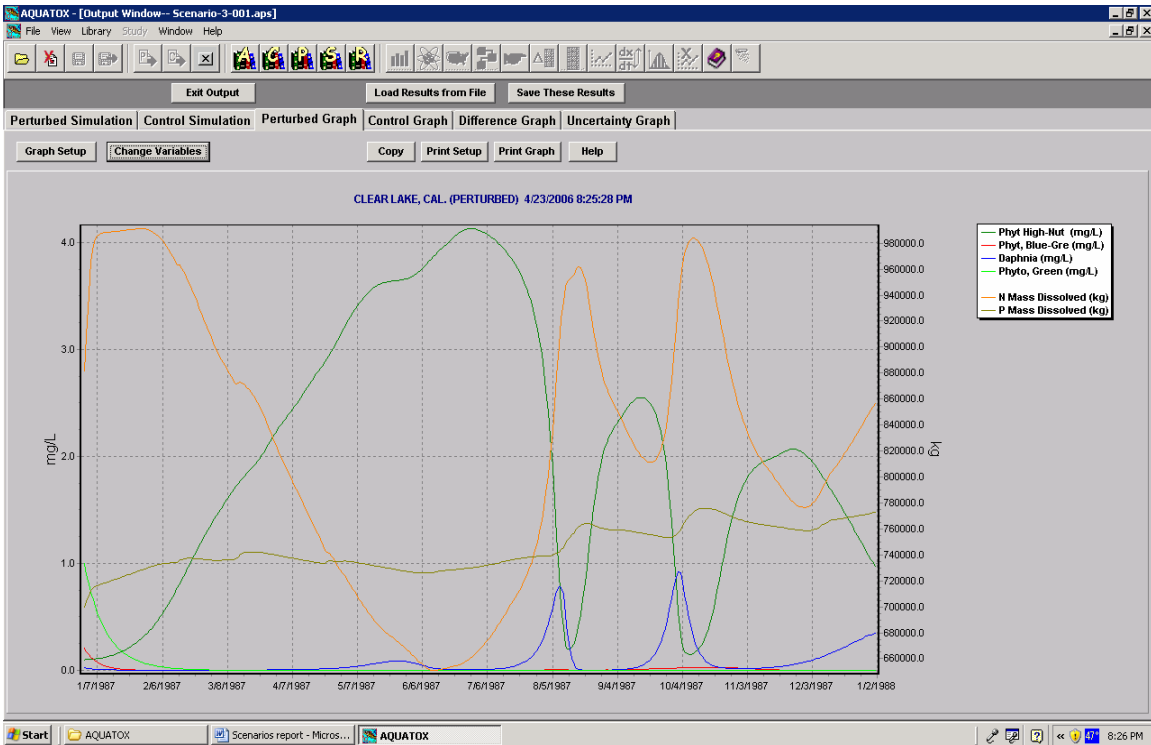 AQUATOX - [Output Window-- Scenario-3-001.aps]
File View Library Study Window Help
Exit Output Load Results from File Save These Results
Perturbed Simulation Control Simulation Perturbed Graph Control Graph Difference Graph Uncertainty Graph
Graph Setup Change Variables Copy Print Setup Print Graph Help
CLEAR LAKE, CAL. (PERTURBED) 4/23/2006 8:25:28 PM
Phyt High-Nut (mg/L)
Phyt, Blue-Gre (mg/L)
Daphnia (mg/L)
Phyto, Green (mg/L)
N Mass Dissolved (kg)
P Mass Dissolved (kg)
4.0
3.0
2.0
1.0
0.0
mg/L
980000.0
960000.0
940000.0
920000.0
900000.0
880000.0
860000.0
840000.0
820000.0
800000.0
780000.0
760000.0
740000.0
720000.0
700000.0
680000.0
660000.0
kg
1/7/1987 2/6/1987 3/8/1987 4/7/1987 5/7/1987 6/6/1987 7/6/1987 8/5/1987 9/4/1987 10/4/1987 11/3/1987 12/3/1987 1/2/1988
Start AQUATOX Scenarios report - Micros... AQUATOX 47° 8:26 PM